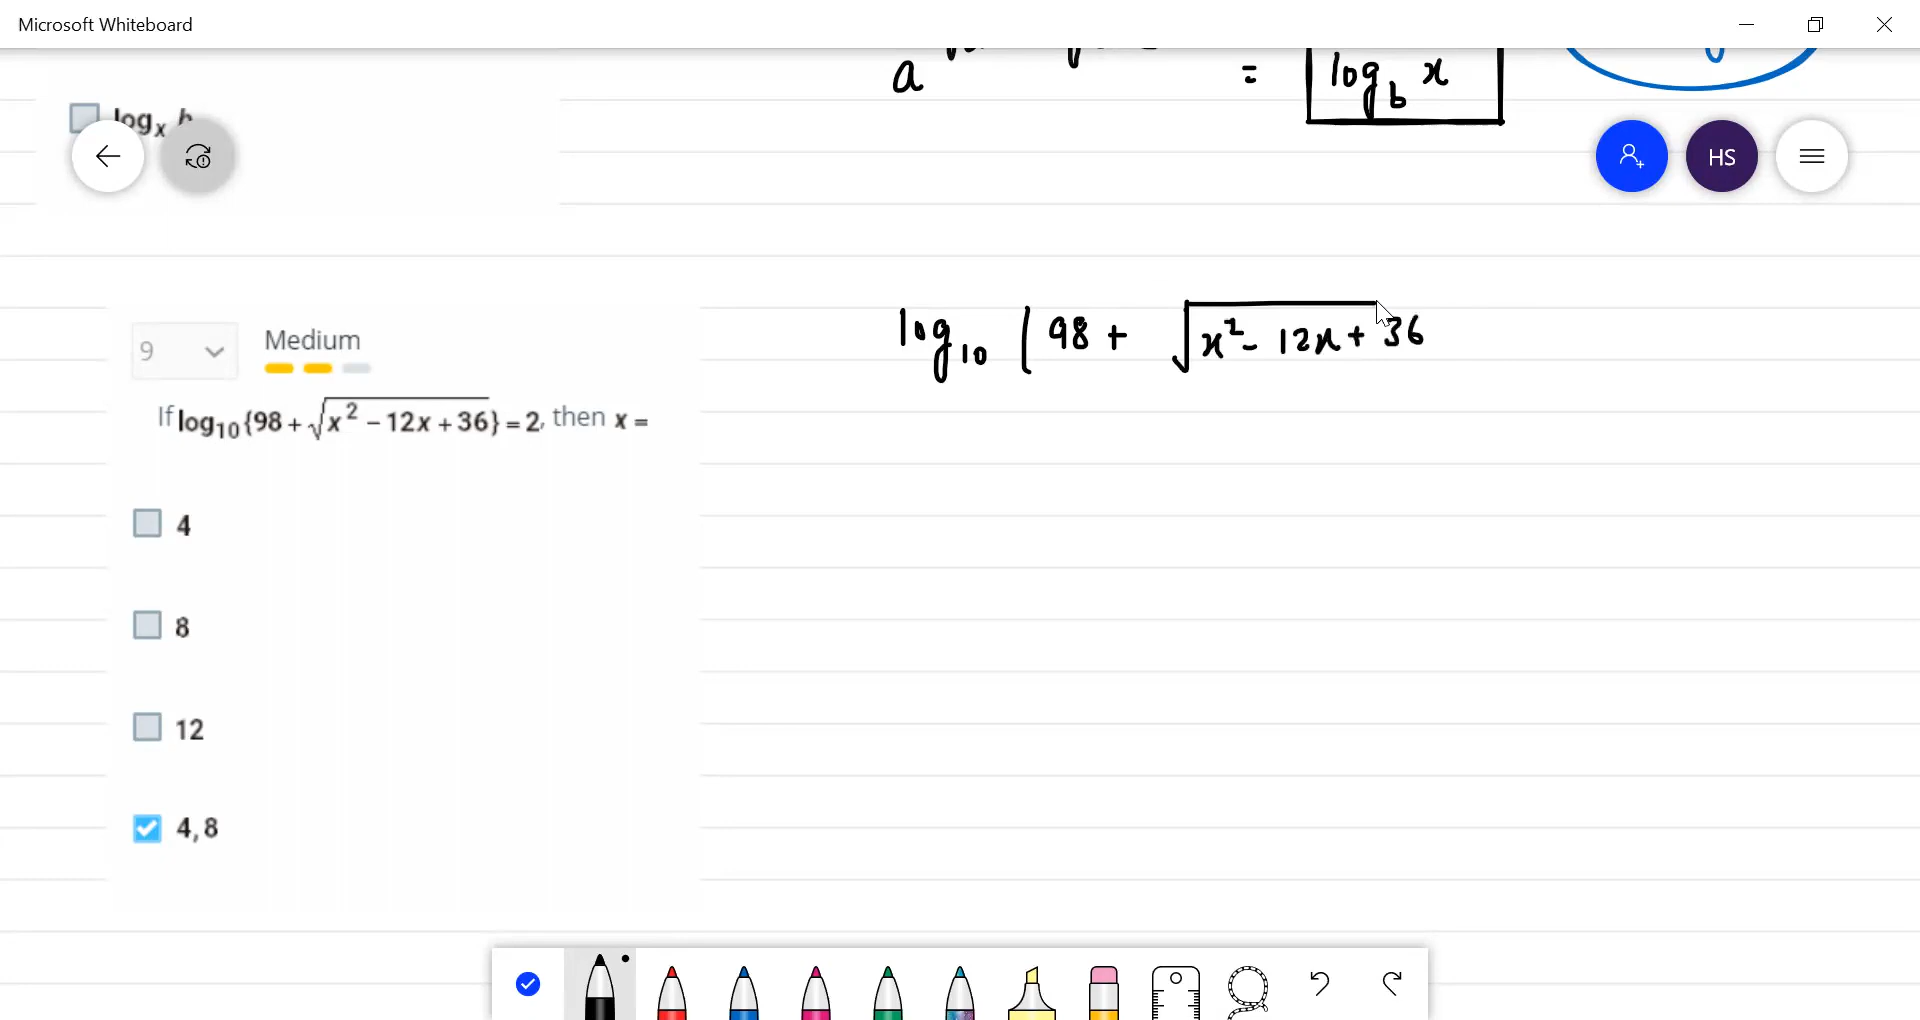 Microsoft Whiteboard
a = log_b x
log_x b
HS
9 Medium
If log₁₀{98 + √(x² − 12x + 36)} = 2, then x =
log₁₀ (98 + √(x² − 12x + 36
4
8
12
4, 8